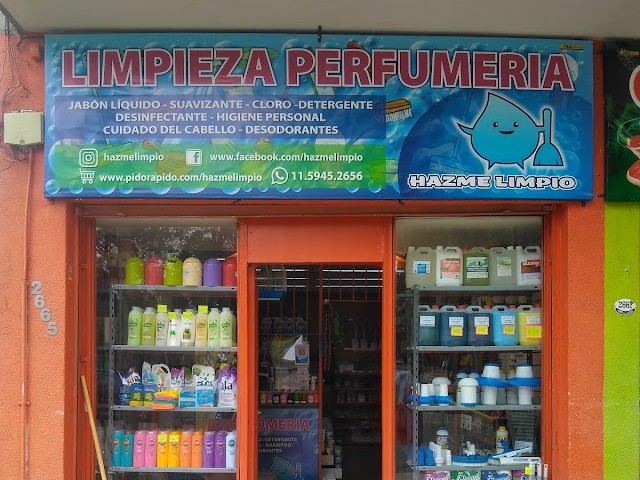 LIMPIEZA PERFUMERIA
JABÓN LÍQUIDO - SUAVIZANTE - CLORO -DETERGENTE
DESINFECTANTE - HIGIENE PERSONAL
CUIDADO DEL CABELLO - DESODORANTES
hazmelimpio
www.facebook.com/hazmelimpio
www.pidorapido.com/hazmelimpio
11.5945.2656
HAZME LIMPIO
2665